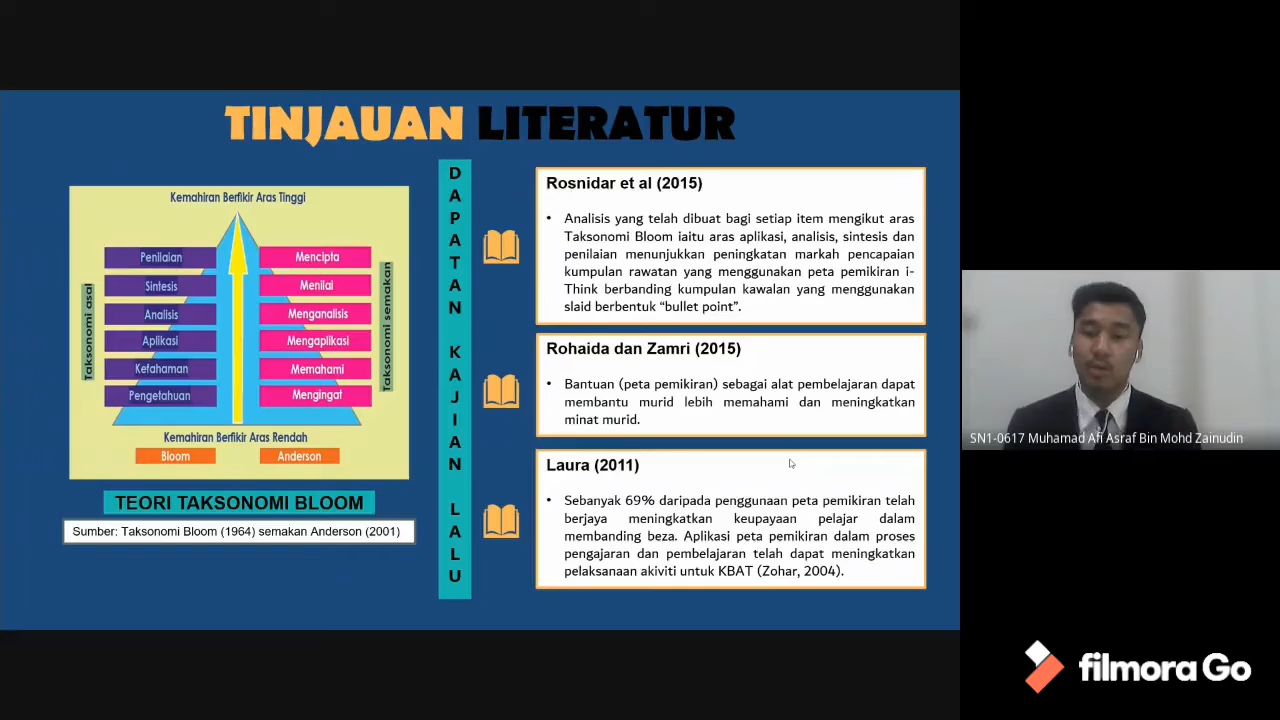 TINJAUAN LITERATUR
Kemahiran Berfikir Aras Tinggi
Taksonomi asal
Penilaian
Sintesis
Analisis
Aplikasi
Kefahaman
Pengetahuan
Mencipta
Menilai
Menganalisis
Mengaplikasi
Memahami
Mengingat
Taksonomi semakan
Kemahiran Berfikir Aras Rendah
Bloom
Anderson
TEORI TAKSONOMI BLOOM
Sumber: Taksonomi Bloom (1964) semakan Anderson (2001)
DAPATAN KAJIAN LALU
Rosnidar et al (2015)
• Analisis yang telah dibuat bagi setiap item mengikut aras
Taksonomi Bloom iaitu aras aplikasi, analisis, sintesis dan
penilaian menunjukkan peningkatan markah pencapaian
kumpulan rawatan yang menggunakan peta pemikiran i-
Think berbanding kumpulan kawalan yang menggunakan
slaid berbentuk “bullet point”.
Rohaida dan Zamri (2015)
• Bantuan (peta pemikiran) sebagai alat pembelajaran dapat
membantu murid lebih memahami dan meningkatkan
minat murid.
Laura (2011)
• Sebanyak 69% daripada penggunaan peta pemikiran telah
berjaya meningkatkan keupayaan pelajar dalam
membanding beza. Aplikasi peta pemikiran dalam proses
pengajaran dan pembelajaran telah dapat meningkatkan
pelaksanaan akiviti untuk KBAT (Zohar, 2004).
SN1-0617 Muhamad Afi Asraf Bin Mohd Zainudin
filmora Go